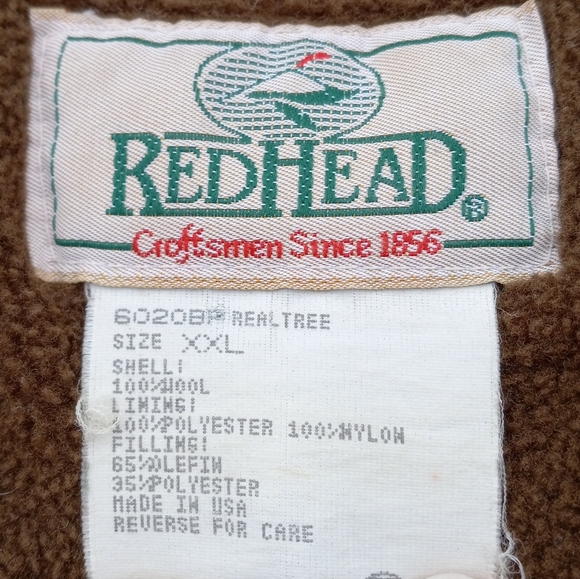 REDHEAD®
Craftsmen Since 1856
6020BP REALTREE
SIZE XXL
SHELL:
100%WOOL
LINING:
100%POLYESTER 100%NYLON
FILLING:
65%OLEFIN
35%POLYESTER
MADE IN USA
REVERSE FOR CARE